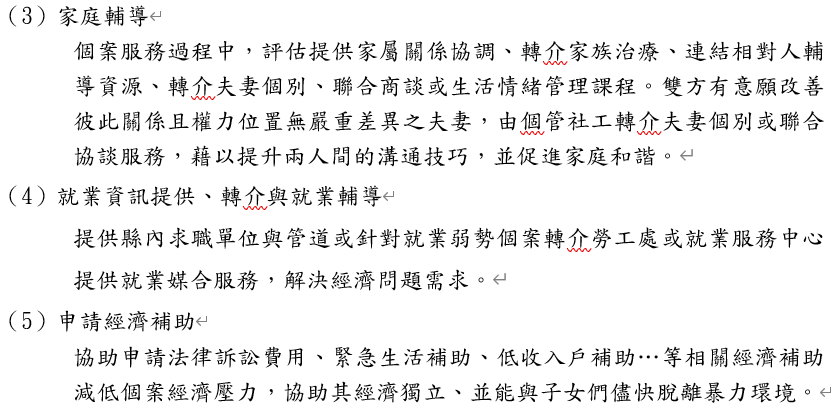 （3）家庭輔導
個案服務過程中，評估提供家屬關係協調、轉介家族治療、連結相對人輔
導資源、轉介夫妻個別、聯合商談或生活情緒管理課程。雙方有意願改善
彼此關係且權力位置無嚴重差異之夫妻，由個管社工轉介夫妻個別或聯合
協談服務，藉以提升兩人間的溝通技巧，並促進家庭和諧。
（4）就業資訊提供、轉介與就業輔導
提供縣內求職單位與管道或針對就業弱勢個案轉介勞工處或就業服務中心
提供就業媒合服務，解決經濟問題需求。
（5）申請經濟補助
協助申請法律訴訟費用、緊急生活補助、低收入戶補助…等相關經濟補助
減低個案經濟壓力，協助其經濟獨立、並能與子女們儘快脫離暴力環境。